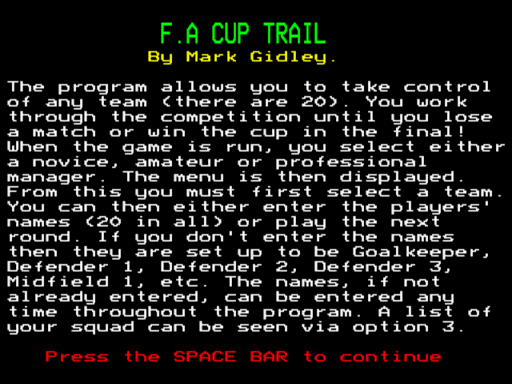 F.A CUP TRAIL
By Mark Gidley.
The program allows you to take control
of any team (there are 20). You work
through the competition until you lose
a match or win the cup in the final!
When the game is run, you select either
a novice, amateur or professional
manager. The menu is then displayed.
From this you must first select a team.
You can then either enter the players'
names (20 in all) or play the next
round. If you don't enter the names
then they are set up to be Goalkeeper,
Defender 1, Defender 2, Defender 3,
Midfield 1, etc. The names, if not
already entered, can be entered any
time throughout the program. A list of
your squad can be seen via option 3.
Press the SPACE BAR to continue